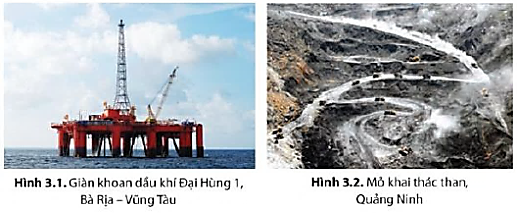 Hình 3.1. Giàn khoan dầu khí Đại Hùng 1,
Bà Rịa – Vũng Tàu
Hình 3.2. Mỏ khai thác than,
Quảng Ninh